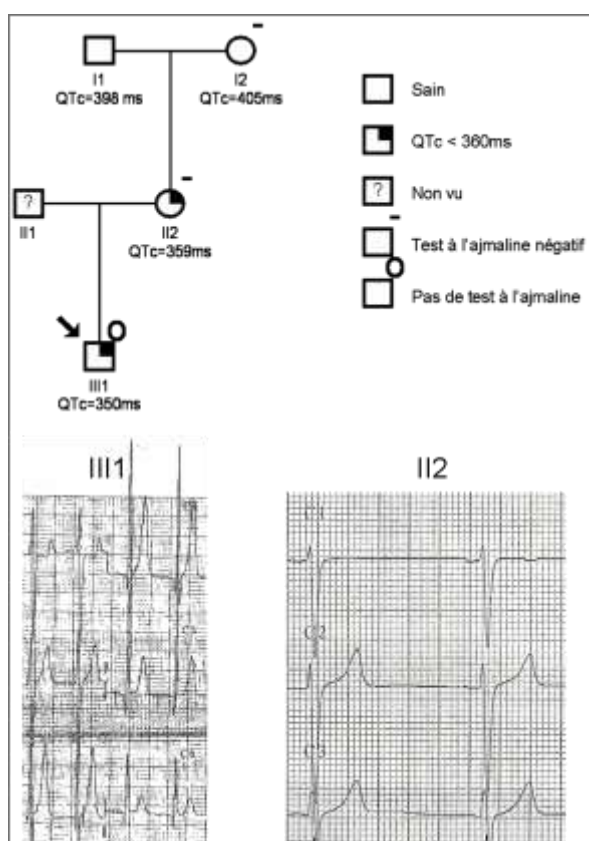 I1
QTc=398 ms
I2
QTc=405ms
-
?
II1
II2
QTc=359ms
-
O
III1
QTc=350ms
Sain
QTc < 360ms
?
Non vu
-
Test à l'ajmaline négatif
O
Pas de test à l'ajmaline
III1
II2
C1
C2
C3